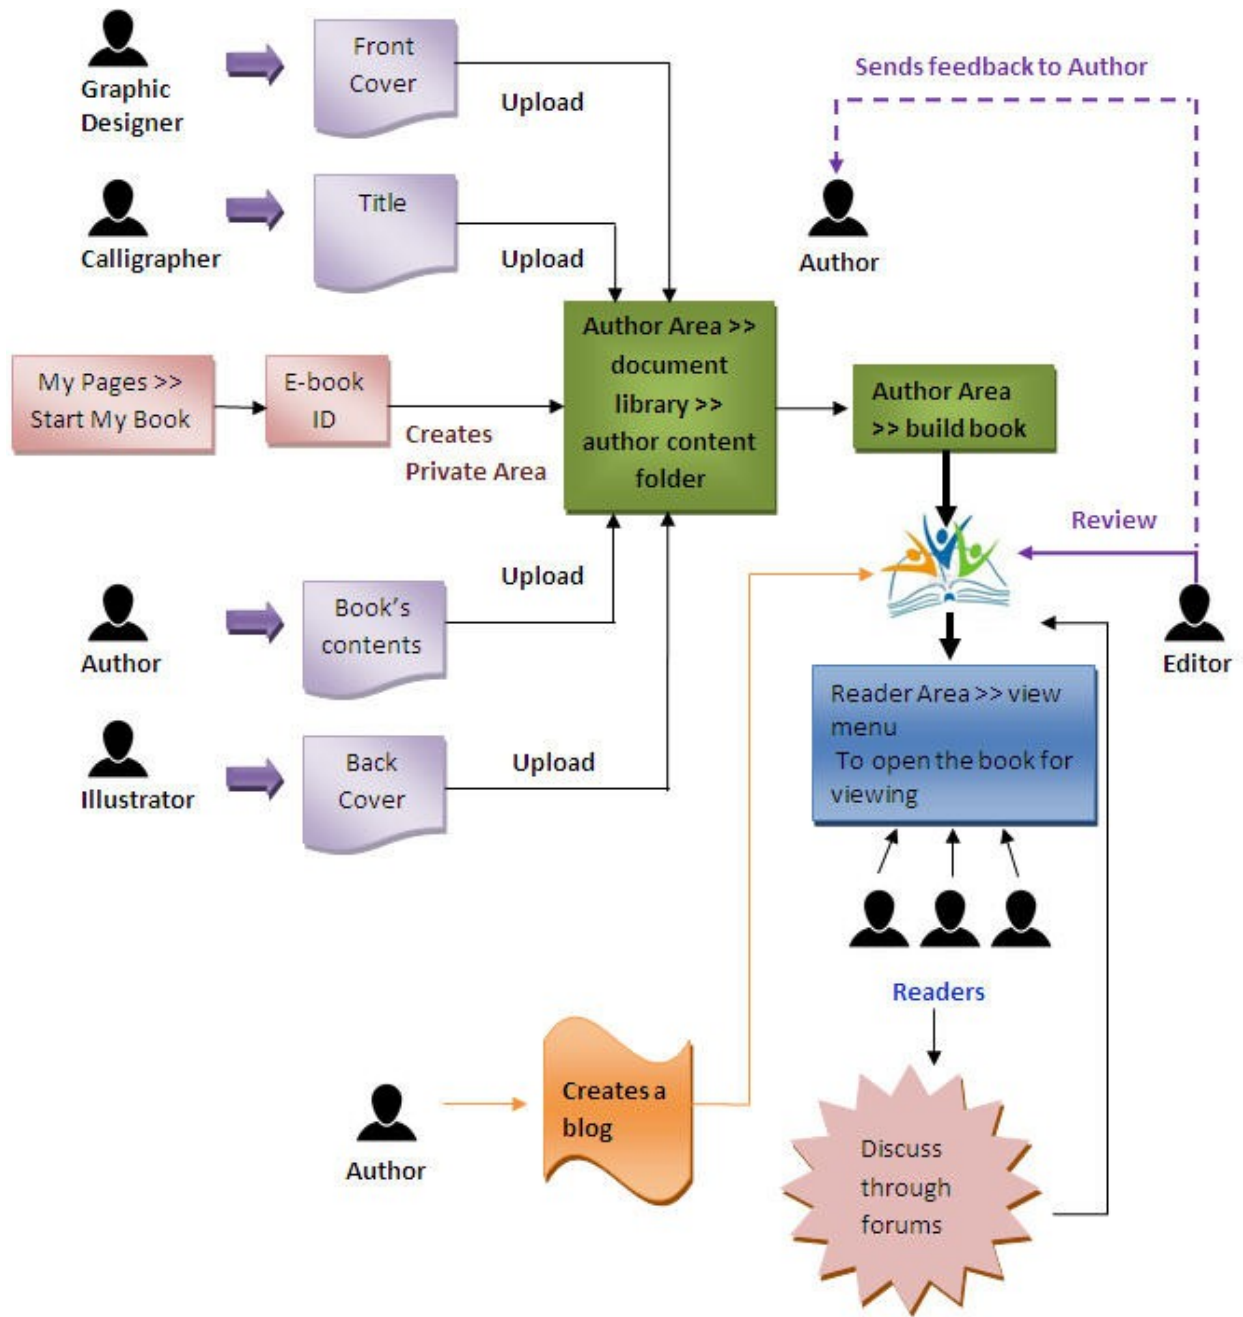 Graphic
Designer
Front
Cover
Upload
Sends feedback to Author
Calligrapher
Title
Upload
Author
My Pages >>
Start My Book
E-book
ID
Creates
Private Area
Author Area >>
document
library >>
author content
folder
Author Area
>> build book
Review
Editor
Author
Book's
contents
Upload
Illustrator
Back
Cover
Upload
Reader Area >> view
menu
To open the book for
viewing
Readers
Author
Creates a
blog
Discuss
through
forums